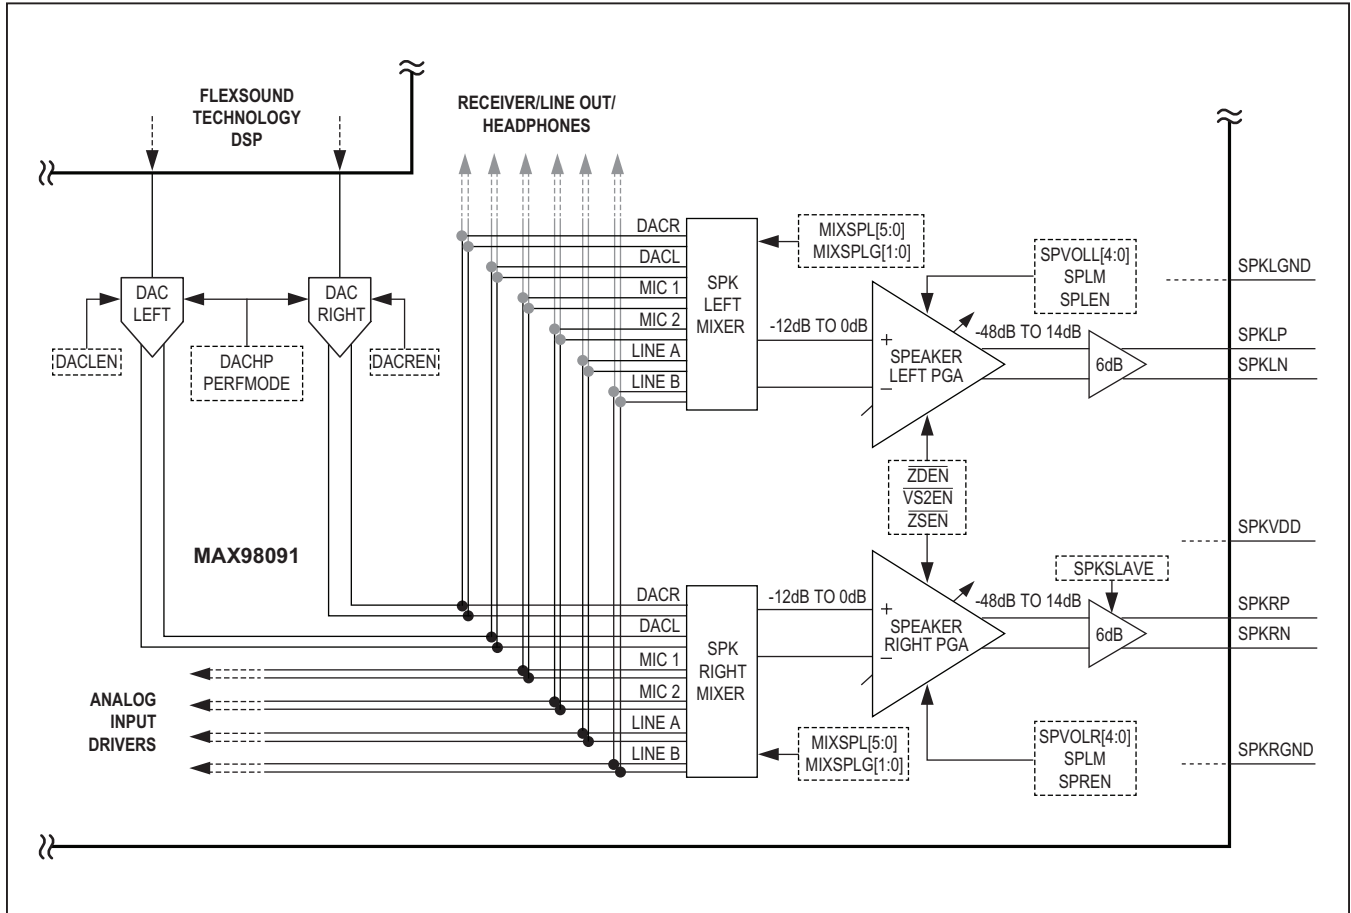 FLEXSOUND
TECHNOLOGY
DSP
RECEIVER/LINE OUT/
HEADPHONES
DAC
LEFT
DAC
RIGHT
DACLEN
DACHP
PERFMODE
DACREN
DACR
DACL
MIC 1
MIC 2
LINE A
LINE B
SPK
LEFT
MIXER
MIXSPL[5:0]
MIXSPLG[1:0]
-12dB TO 0dB
+
SPEAKER
LEFT PGA
−
SPVOLL[4:0]
SPLM
SPLEN
-48dB TO 14dB
6dB
SPKLGND
SPKLP
SPKLN
ZDEN
VS2EN
ZSEN
SPKVDD
MAX98091
DACR
DACL
MIC 1
MIC 2
LINE A
LINE B
SPK
RIGHT
MIXER
-12dB TO 0dB
+
SPEAKER
RIGHT PGA
−
-48dB TO 14dB
SPKSLAVE
6dB
SPKRP
SPKRN
ANALOG
INPUT
DRIVERS
MIXSPL[5:0]
MIXSPLG[1:0]
SPVOLR[4:0]
SPLM
SPREN
SPKRGND